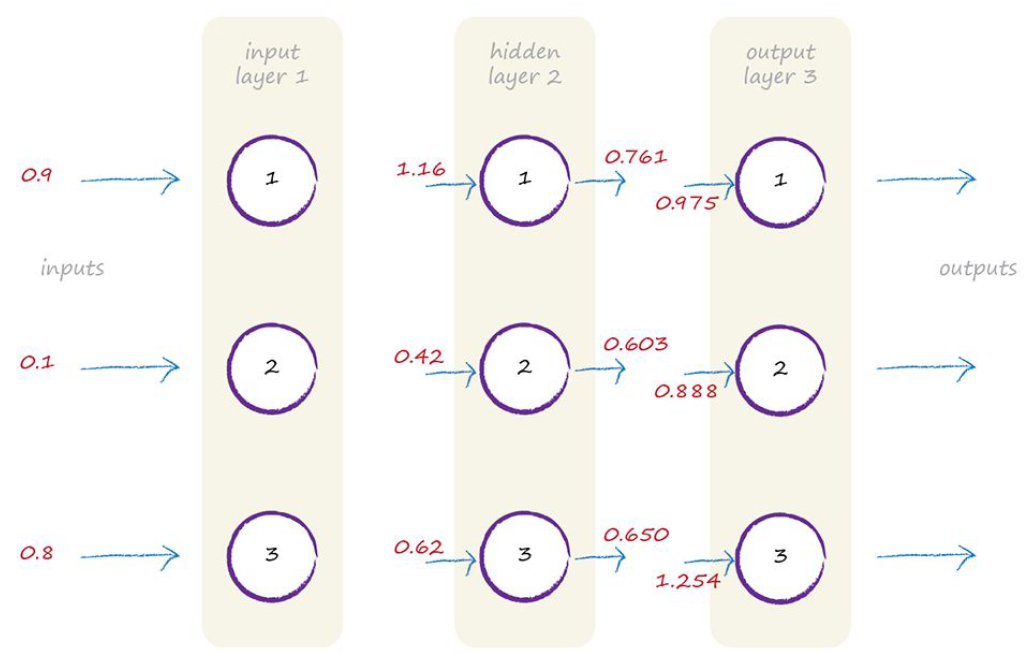 input
layer 1
hidden
layer 2
output
layer 3
0.9
1
1.16
1
0.761
0.975
1
inputs
outputs
0.1
2
0.42
2
0.603
0.888
2
0.8
3
0.62
3
0.650
1.254
3